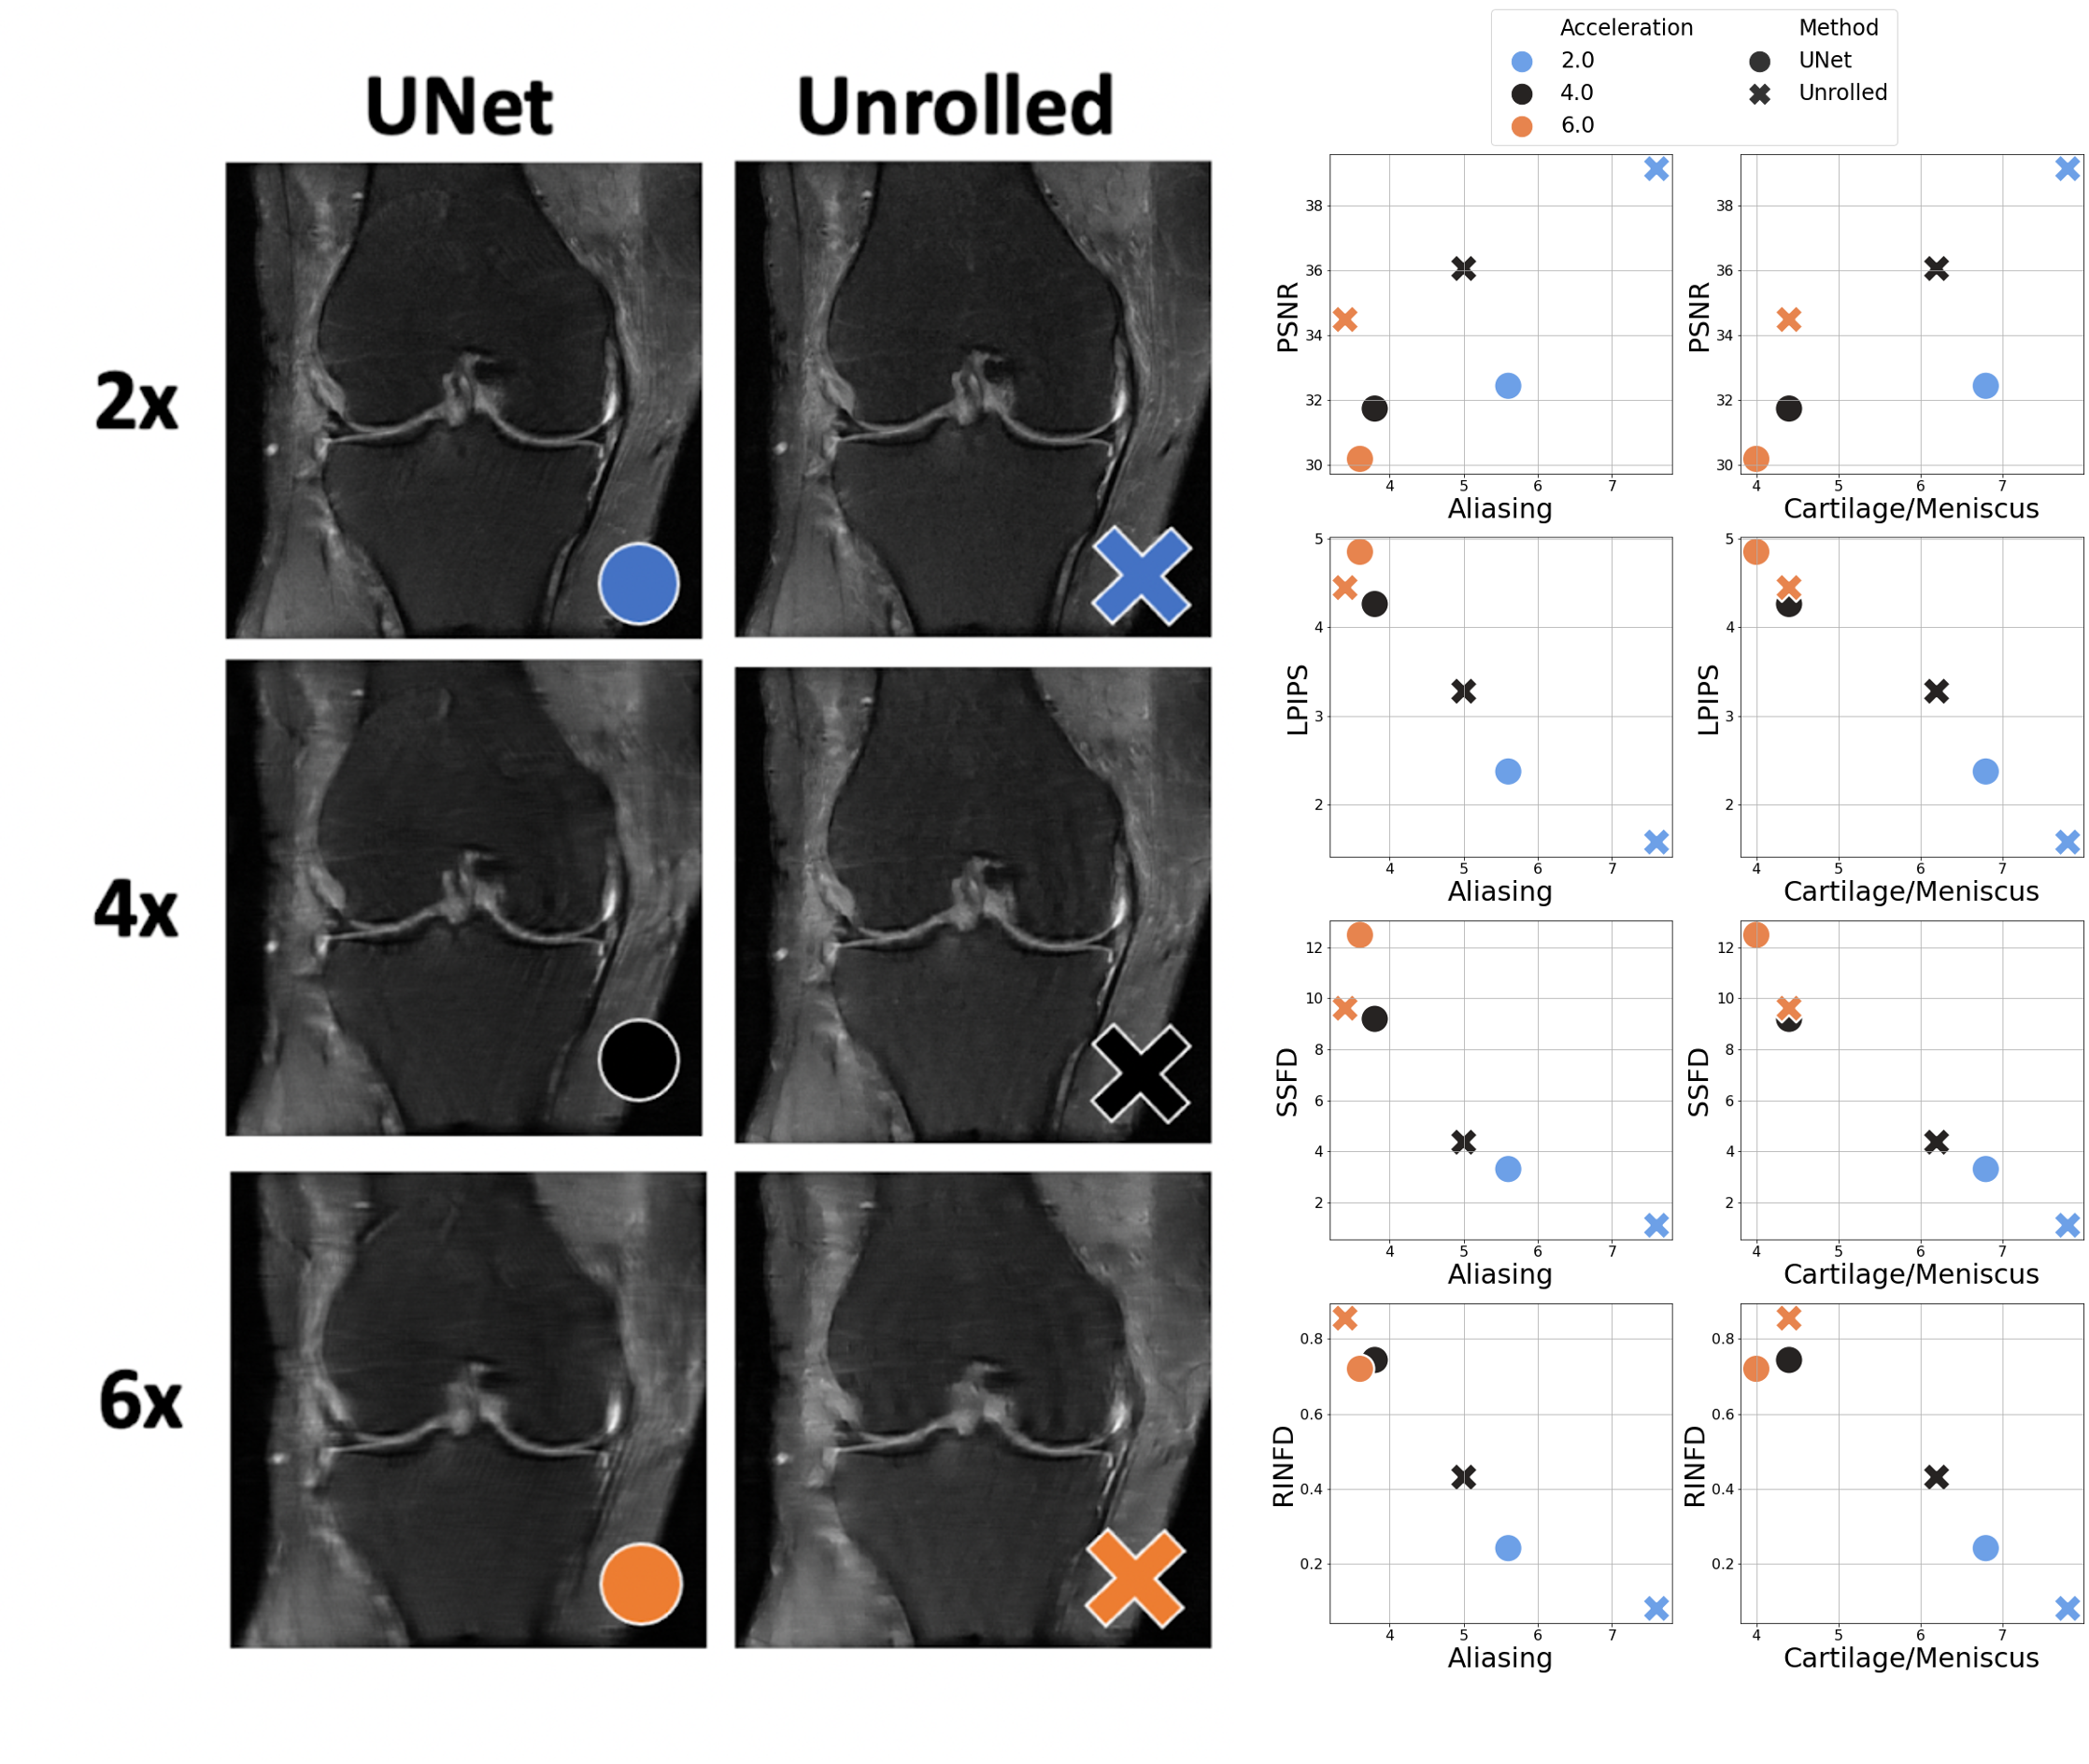 UNet Unrolled
2x
4x
6x
Acceleration Method
2.0 UNet
4.0 Unrolled
6.0
PSNR
38
36
34
32
30
4 5 6 7
Aliasing
PSNR
38
36
34
32
30
4 5 6 7
Cartilage/Meniscus
LPIPS
5
4
3
2
4 5 6 7
Aliasing
LPIPS
5
4
3
2
4 5 6 7
Cartilage/Meniscus
SSFD
12
10
8
6
4
2
4 5 6 7
Aliasing
SSFD
12
10
8
6
4
2
4 5 6 7
Cartilage/Meniscus
RINFD
0.8
0.6
0.4
0.2
4 5 6 7
Aliasing
RINFD
0.8
0.6
0.4
0.2
4 5 6 7
Cartilage/Meniscus